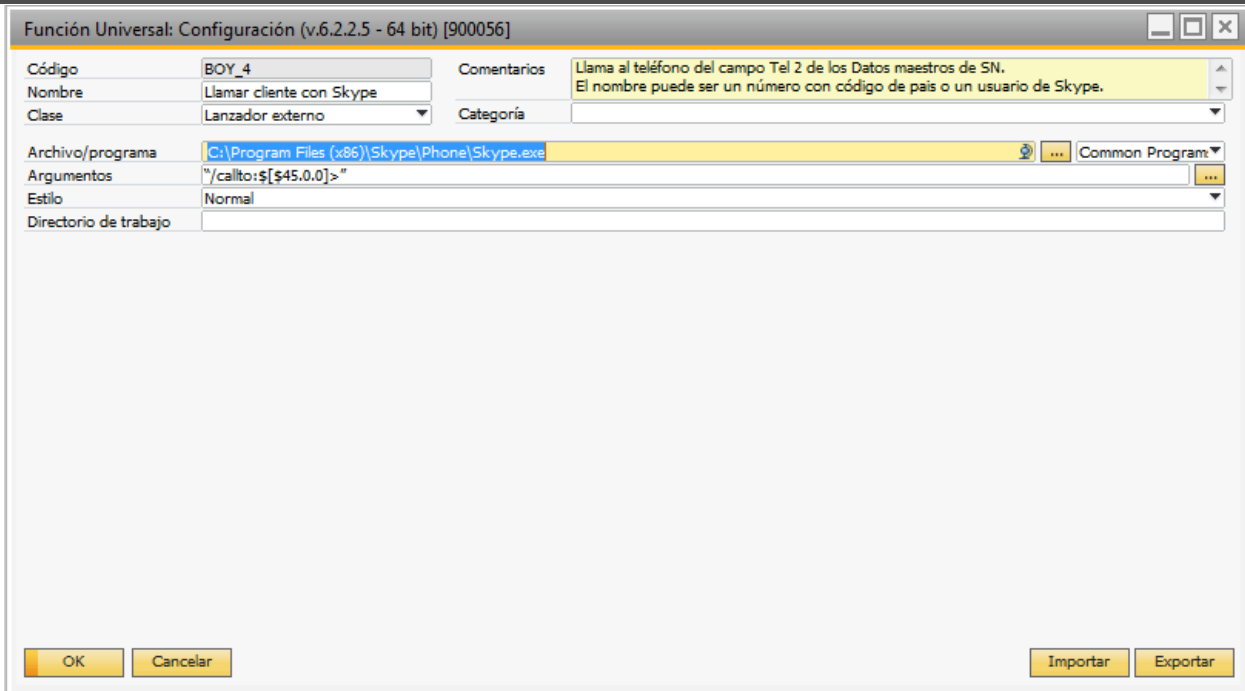 Función Universal: Configuración (v.6.2.2.5 - 64 bit) [900056]
Código BOY_4
Nombre Llamar cliente con Skype
Clase Lanzador externo
Comentarios Llama al teléfono del campo Tel 2 de los Datos maestros de SN.
El nombre puede ser un número con código de pais o un usuario de Skype.
Categoría
Archivo/programa C:\Program Files (x86)\Skype\Phone\Skype.exe ... Common Program:
Argumentos “/callto:$[$45.0.0]>” ...
Estilo Normal
Directorio de trabajo
OK Cancelar Importar Exportar